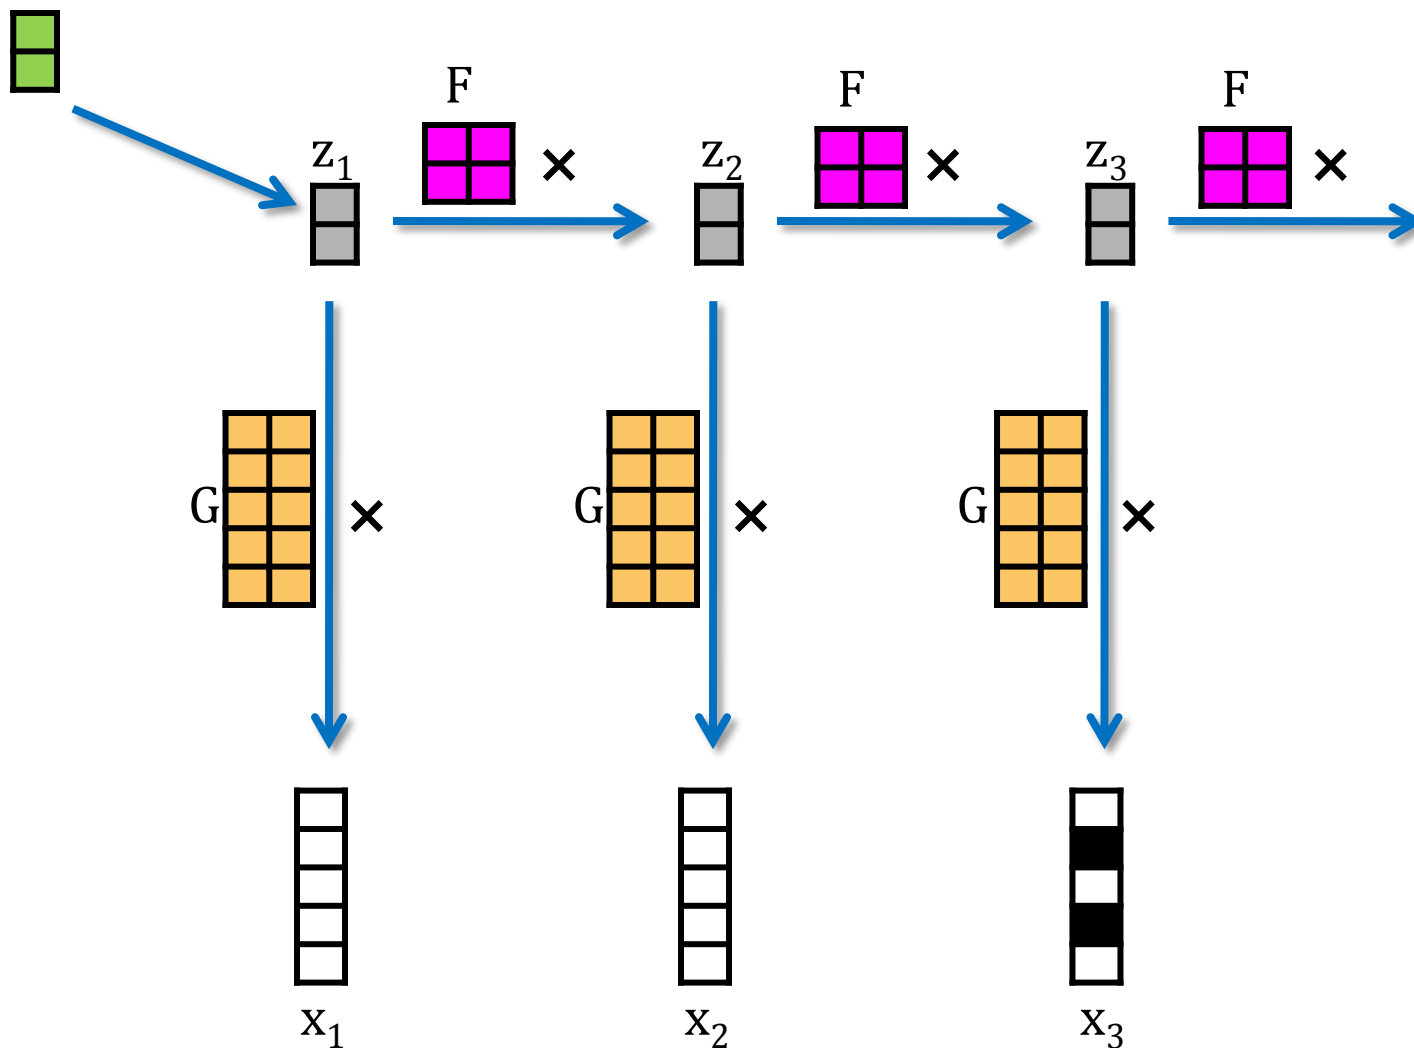 F F F
z₁ × z₂ × z₃ ×
G × G × G ×
x₁ x₂ x₃